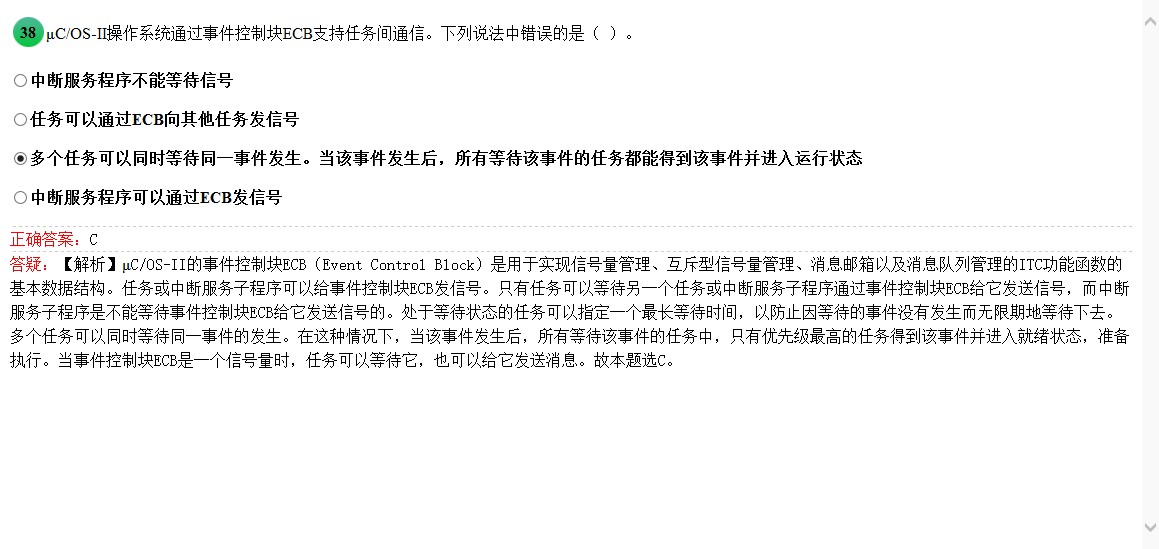 38 μC/OS-II操作系统通过事件控制块ECB支持任务间通信。下列说法中错误的是（ ）。
中断服务程序不能等待信号
任务可以通过ECB向其他任务发信号
多个任务可以同时等待同一事件发生。当该事件发生后，所有等待该事件的任务都能得到该事件并进入运行状态
中断服务程序可以通过ECB发信号
正确答案：C
答疑：【解析】μC/OS-II的事件控制块ECB（Event Control Block）是用于实现信号量管理、互斥型信号量管理、消息邮箱以及消息队列管理的ITC功能函数的
基本数据结构。任务或中断服务子程序可以给事件控制块ECB发信号。只有任务可以等待另一个任务或中断服务子程序通过事件控制块ECB给它发送信号，而中断
服务子程序是不能等待事件控制块ECB给它发送信号的。处于等待状态的任务可以指定一个最长等待时间，以防止因等待的事件没有发生而无限期地等待下去。
多个任务可以同时等待同一事件的发生。在这种情况下，当该事件发生后，所有等待该事件的任务中，只有优先级最高的任务得到该事件并进入就绪状态，准备
执行。当事件控制块ECB是一个信号量时，任务可以等待它，也可以给它发送消息。故本题选C。